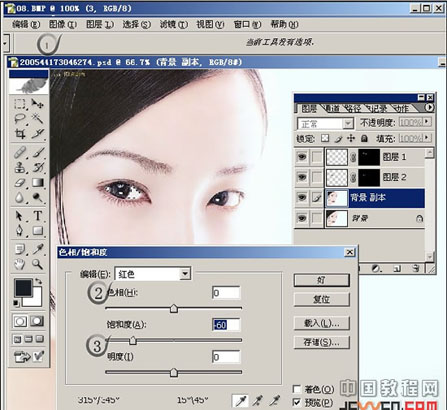 08.BMP @ 100% (3, RGB/8#)
编辑(E) 图像(I) 图层(L) 选择(S) 滤镜(T) 视图(V) 窗口(W) 帮助(H)
1
当前工具没有选项。
200544173046274.psd @ 66.7% (背景 副本, RGB/8#)
图层 通道 路径 动作
正常 不透明度: 100%
锁定: 填充: 100%
图层 1
图层 2
背景 副本
背景
色相/饱和度
编辑(E): 红色
2
色相(H): 0
饱和度(A): -60
3
明度(I): 0
好
复位
载入(L)...
存储(S)...
着色(O)
预览(P)
315°/345° 15°\45°
中国教程网